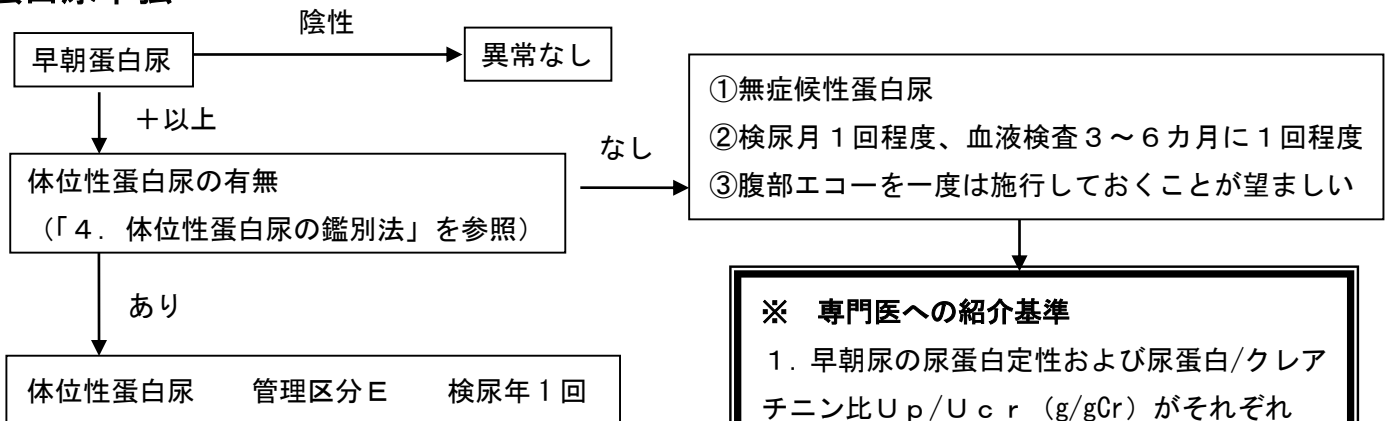 早朝蛋白尿
陰性
異常なし
＋以上
体位性蛋白尿の有無
（「４．体位性蛋白尿の鑑別法」を参照）
なし
①無症候性蛋白尿
②検尿月１回程度、血液検査３～６カ月に１回程度
③腹部エコーを一度は施行しておくことが望ましい
あり
体位性蛋白尿　　管理区分Ｅ　　検尿年１回
※　専門医への紹介基準
１．早朝尿の尿蛋白定性および尿蛋白/クレア
チニン比Ｕｐ/Ｕｃｒ（g/gCr）がそれぞれ